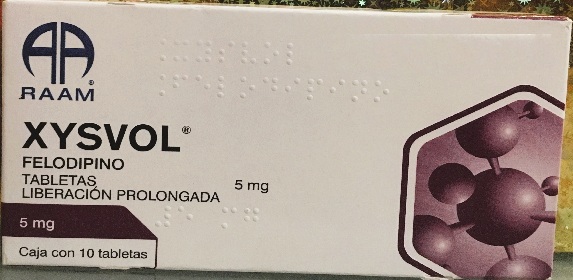 RAAM®
XYSVOL®
FELODIPINO
TABLETAS
LIBERACIÓN PROLONGADA
5 mg
5 mg
Caja con 10 tabletas